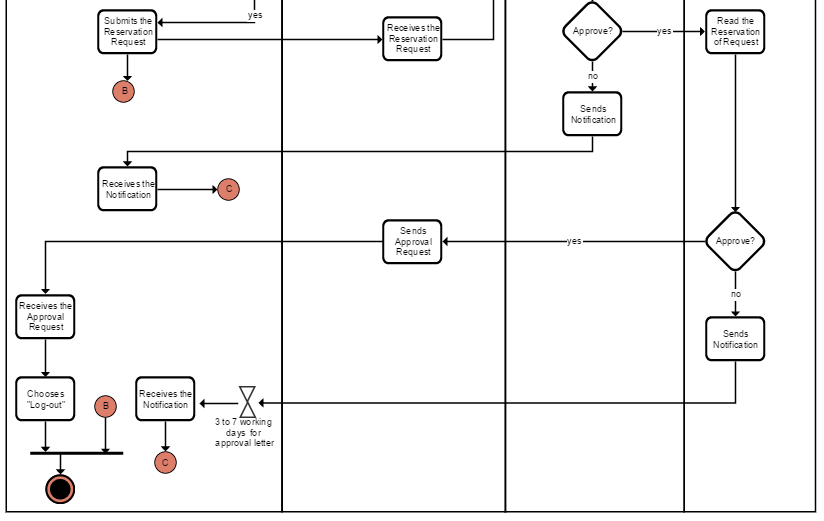 yes
Submits the
Reservation
Request
Receives the
Reservation
Request
Approve?
yes
Read the
Reservation
of Request
no
B
Sends
Notification
Receives the
Notification
C
Sends
Approval
Request
yes
Approve?
no
Receives the
Approval
Request
Sends
Notification
Chooses
"Log-out"
B
Receives the
Notification
3 to 7 working
days for
approval letter
C